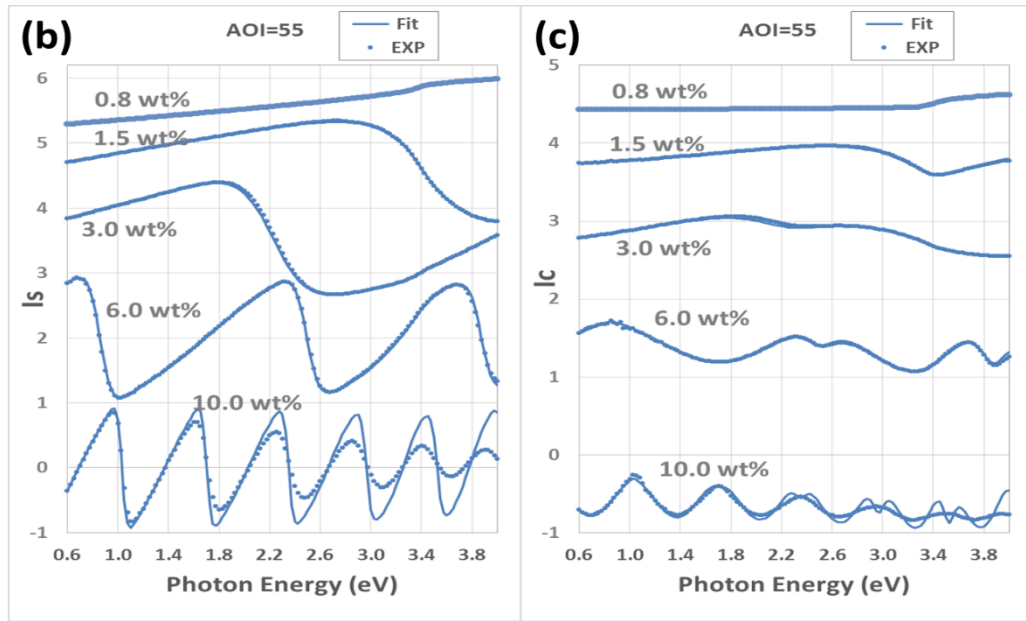 (b)
AOI=55
Fit
EXP
6
5
4
3
2
1
0
-1
Is
0.8 wt%
1.5 wt%
3.0 wt%
6.0 wt%
10.0 wt%
0.6 1.0 1.4 1.8 2.2 2.6 3.0 3.4 3.8
Photon Energy (eV)
(c)
AOI=55
Fit
EXP
5
4
3
2
1
0
-1
Ic
0.8 wt%
1.5 wt%
3.0 wt%
6.0 wt%
10.0 wt%
0.6 1.0 1.4 1.8 2.2 2.6 3.0 3.4 3.8
Photon Energy (eV)